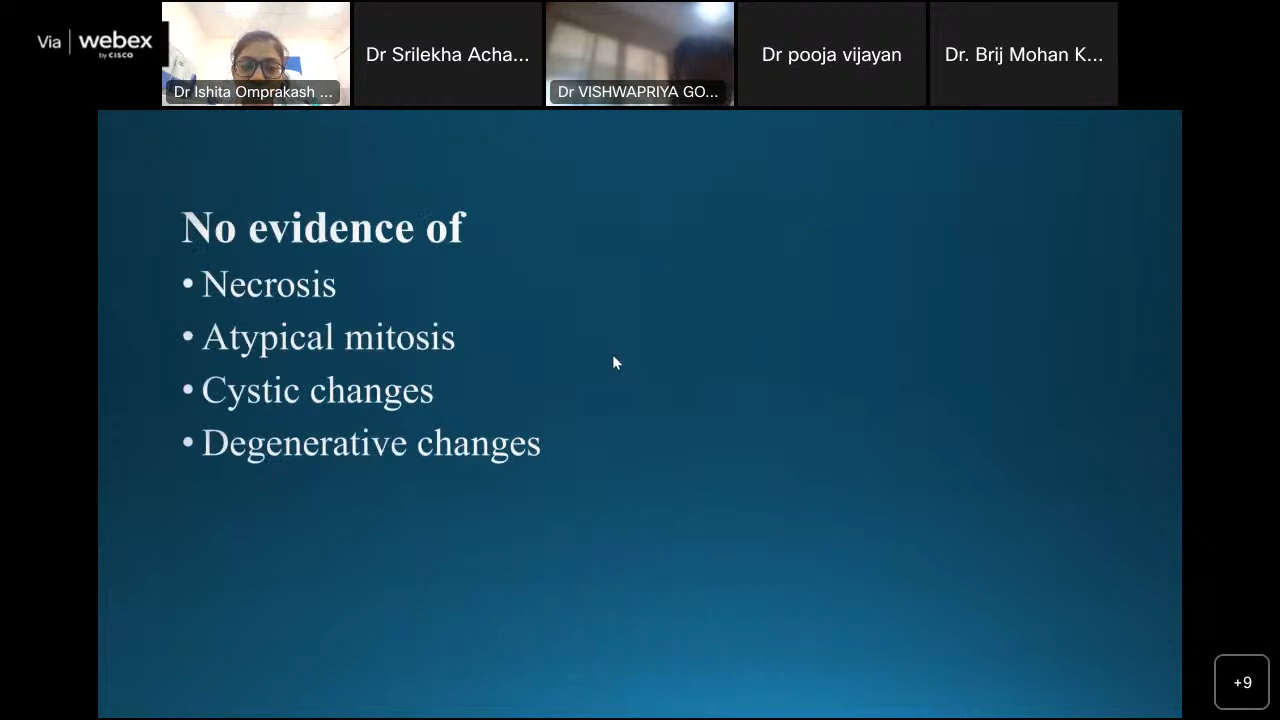 Via | webex
by CISCO
Dr Ishita Omprakash ...
Dr Srilekha Acha...
Dr VISHWAPRIYA GO...
Dr pooja vijayan
Dr. Brij Mohan K...
No evidence of
• Necrosis
• Atypical mitosis
• Cystic changes
• Degenerative changes
+9